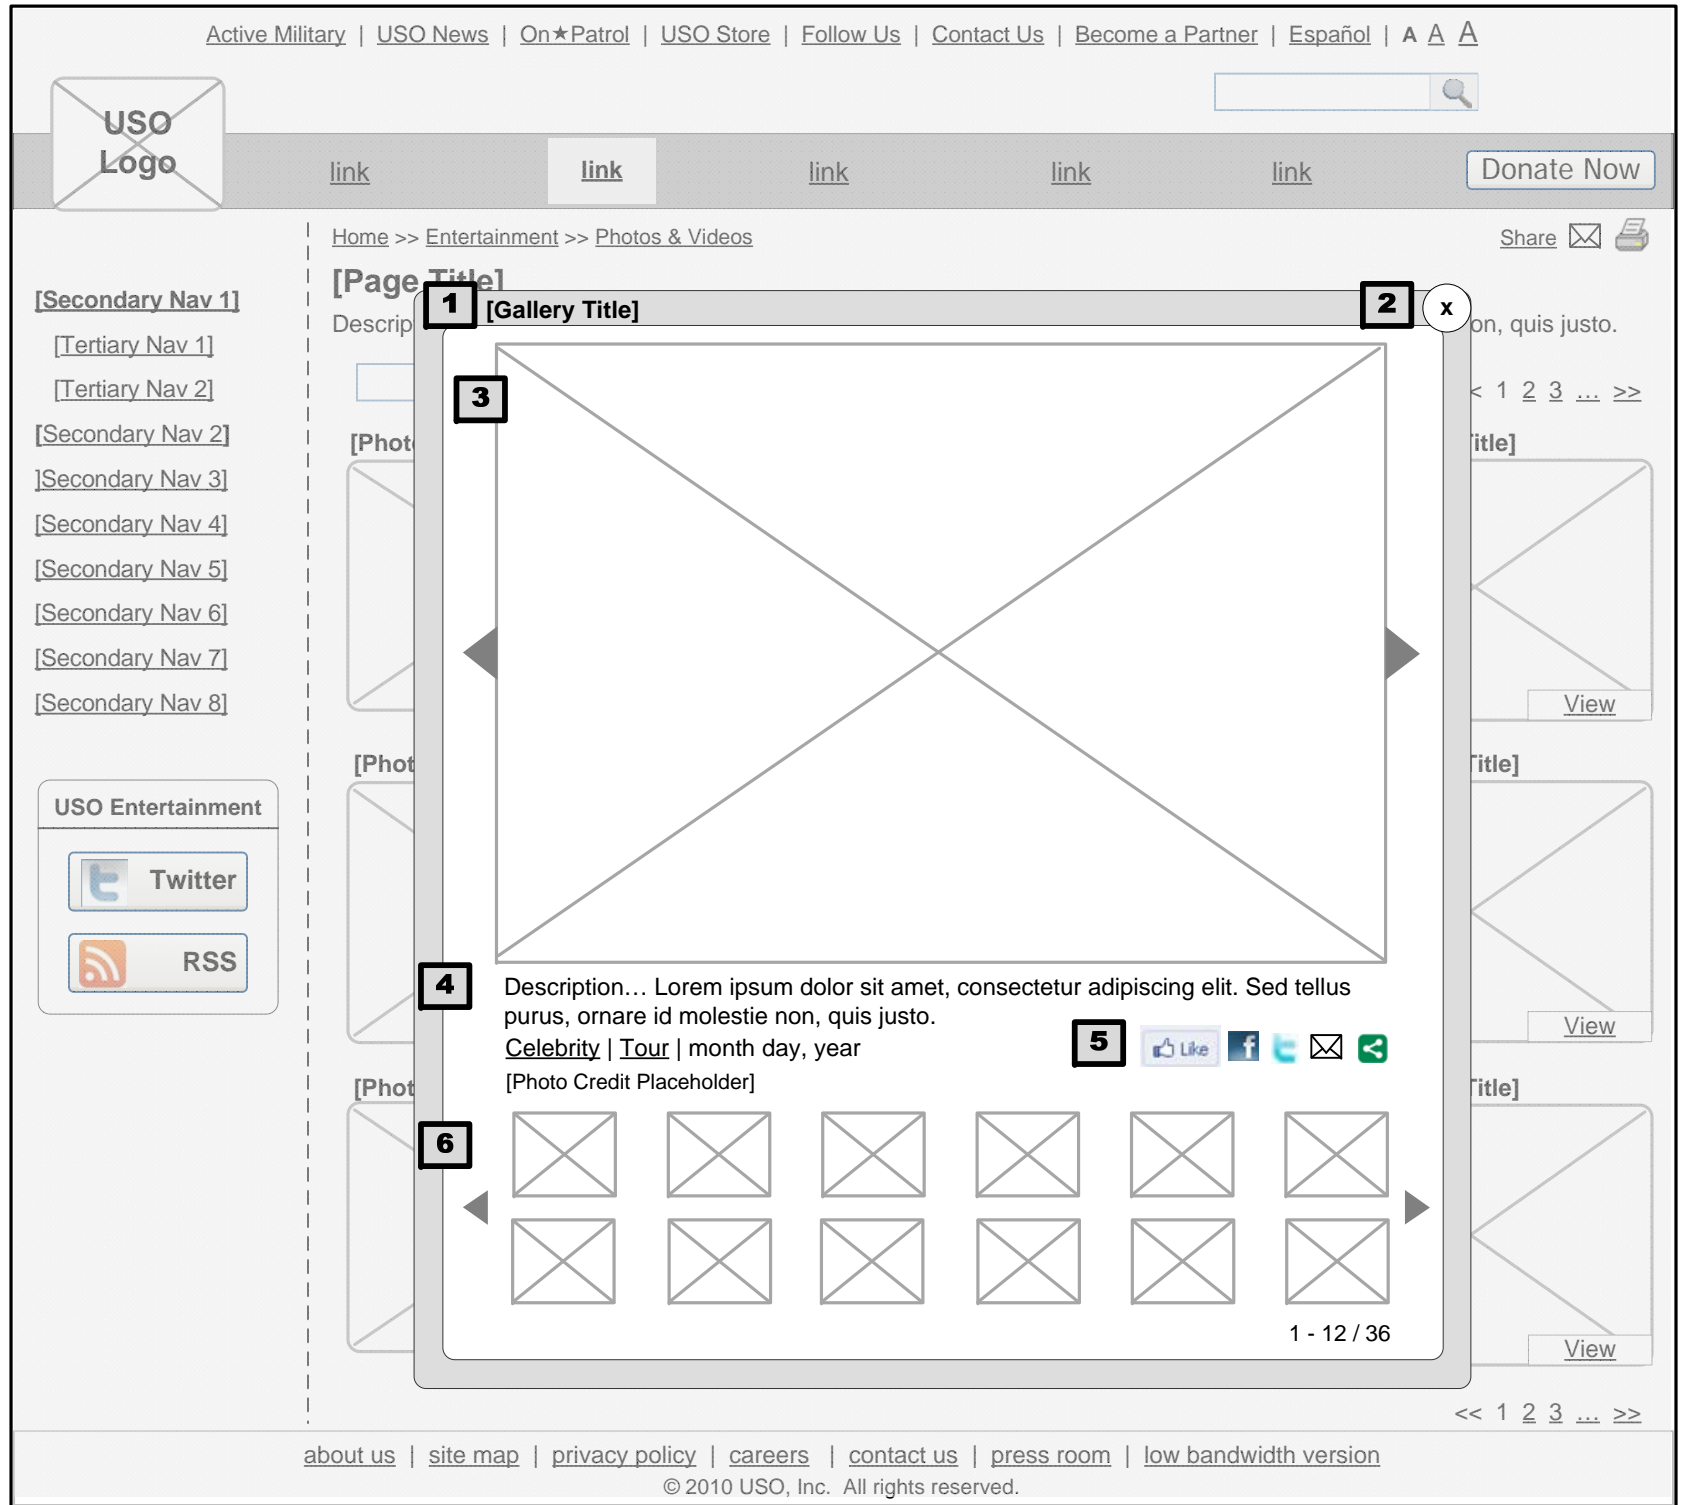 Active Military | USO News | On★Patrol | USO Store | Follow Us | Contact Us | Become a Partner | Español | A A A
USO
Logo
link link link link link Donate Now
Home >> Entertainment >> Photos & Videos
Share
[Page Title]
[Secondary Nav 1]
[Tertiary Nav 1]
[Tertiary Nav 2]
[Secondary Nav 2]
]Secondary Nav 3]
[Secondary Nav 4]
[Secondary Nav 5]
[Secondary Nav 6]
[Secondary Nav 7]
[Secondary Nav 8]
USO Entertainment
Twitter
RSS
Descrip
on, quis justo.
< 1 2 3 ... >>
[Phot
itle]
View
[Phot
Title]
View
[Phot
Title]
View
1 [Gallery Title] 2 x
3
4 Description… Lorem ipsum dolor sit amet, consectetur adipiscing elit. Sed tellus
purus, ornare id molestie non, quis justo.
Celebrity | Tour | month day, year
5 Like f t
[Photo Credit Placeholder]
6
1 - 12 / 36
<< 1 2 3 ... >>
about us | site map | privacy policy | careers | contact us | press room | low bandwidth version
© 2010 USO, Inc. All rights reserved.